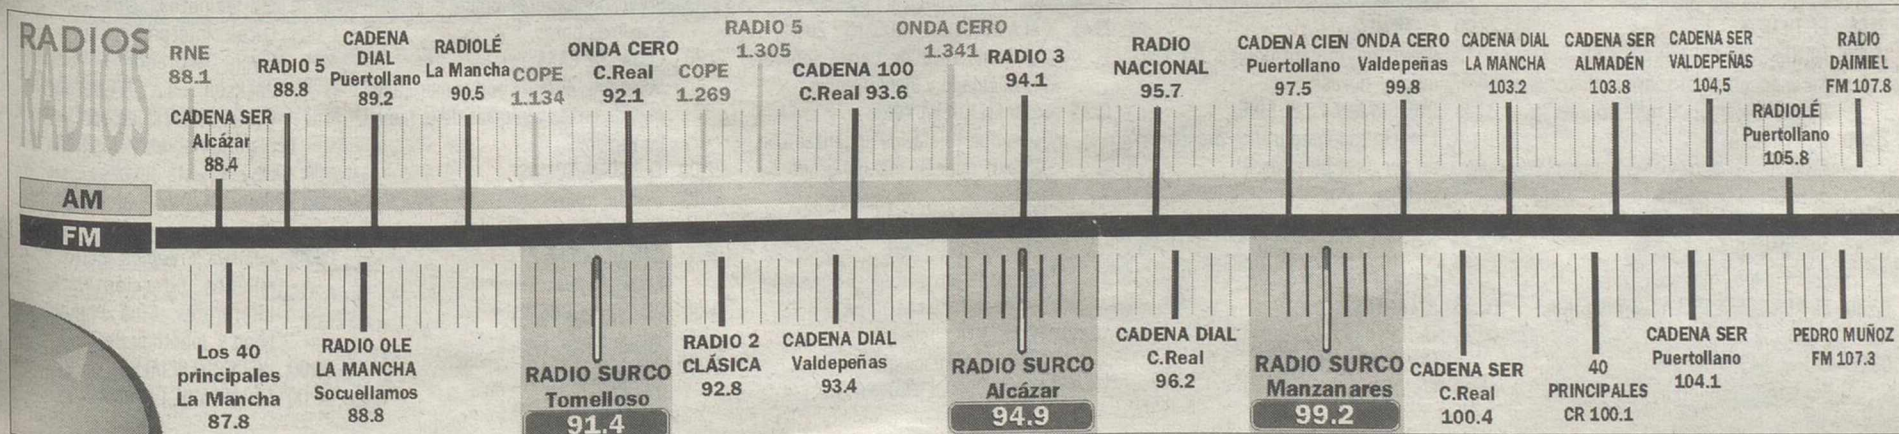 RADIOS
RADIOS
RNE
88.1
CADENA SER
Alcázar
88.4
RADIO 5
88.8
CADENA
DIAL
Puertollano
89.2
RADIOLÉ
La Mancha
90.5
COPE
1.134
ONDA CERO
C.Real
92.1
COPE
1.269
RADIO 5
1.305
CADENA 100
C.Real 93.6
ONDA CERO
1.341
RADIO 3
94.1
RADIO
NACIONAL
95.7
CADENA CIEN
Puertollano
97.5
ONDA CERO
Valdepeñas
99.8
CADENA DIAL
LA MANCHA
103.2
CADENA SER
ALMADÉN
103.8
CADENA SER
VALDEPEÑAS
104,5
RADIOLÉ
Puertollano
105.8
RADIO
DAIMIEL
FM 107.8
AM
FM
Los 40
principales
La Mancha
87.8
RADIO OLE
LA MANCHA
Socuellamos
88.8
RADIO SURCO
Tomelloso
91.4
RADIO 2
CLÁSICA
92.8
CADENA DIAL
Valdepeñas
93.4
RADIO SURCO
Alcázar
94.9
CADENA DIAL
C.Real
96.2
RADIO SURCO
Manzanares
99.2
CADENA SER
C.Real
100.4
40
PRINCIPALES
CR 100.1
CADENA SER
Puertollano
104.1
PEDRO MUÑOZ
FM 107.3